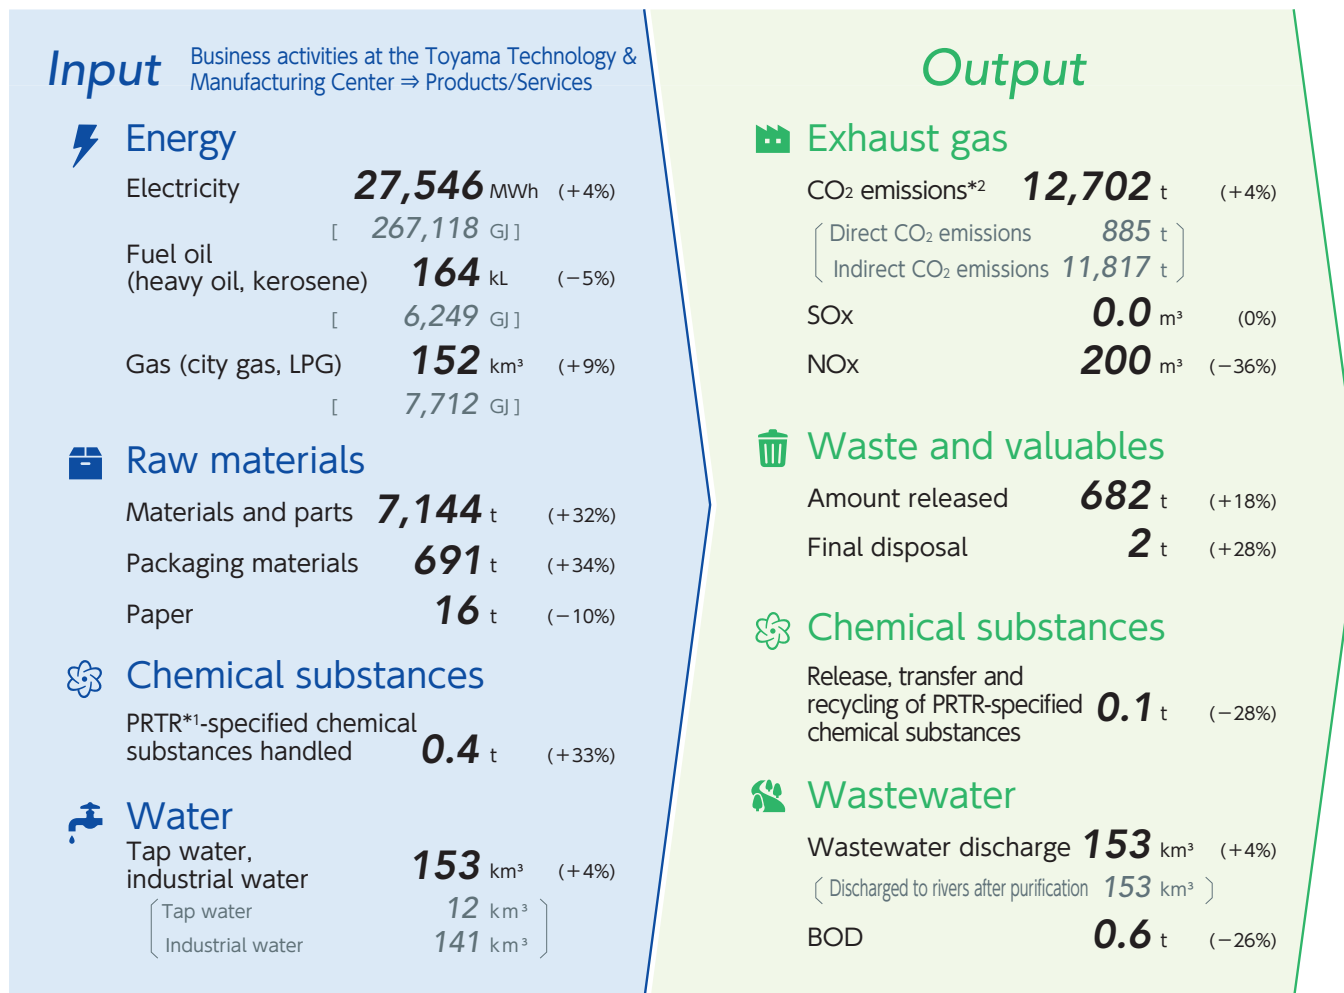 Input
Business activities at the Toyama Technology &
Manufacturing Center ⇒ Products/Services
Energy
Electricity 27,546 MWh (+4%)
[ 267,118 GJ ]
Fuel oil
(heavy oil, kerosene) 164 kL (−5%)
[ 6,249 GJ ]
Gas (city gas, LPG) 152 km³ (+9%)
[ 7,712 GJ ]
Raw materials
Materials and parts 7,144 t (+32%)
Packaging materials 691 t (+34%)
Paper 16 t (−10%)
Chemical substances
PRTR*¹-specified chemical
substances handled 0.4 t (+33%)
Water
Tap water,
industrial water 153 km³ (+4%)
Tap water 12 km³
Industrial water 141 km³
Output
Exhaust gas
CO₂ emissions*² 12,702 t (+4%)
Direct CO₂ emissions 885 t
Indirect CO₂ emissions 11,817 t
SOx 0.0 m³ (0%)
NOx 200 m³ (−36%)
Waste and valuables
Amount released 682 t (+18%)
Final disposal 2 t (+28%)
Chemical substances
Release, transfer and
recycling of PRTR-specified
chemical substances 0.1 t (−28%)
Wastewater
Wastewater discharge 153 km³ (+4%)
Discharged to rivers after purification 153 km³
BOD 0.6 t (−26%)